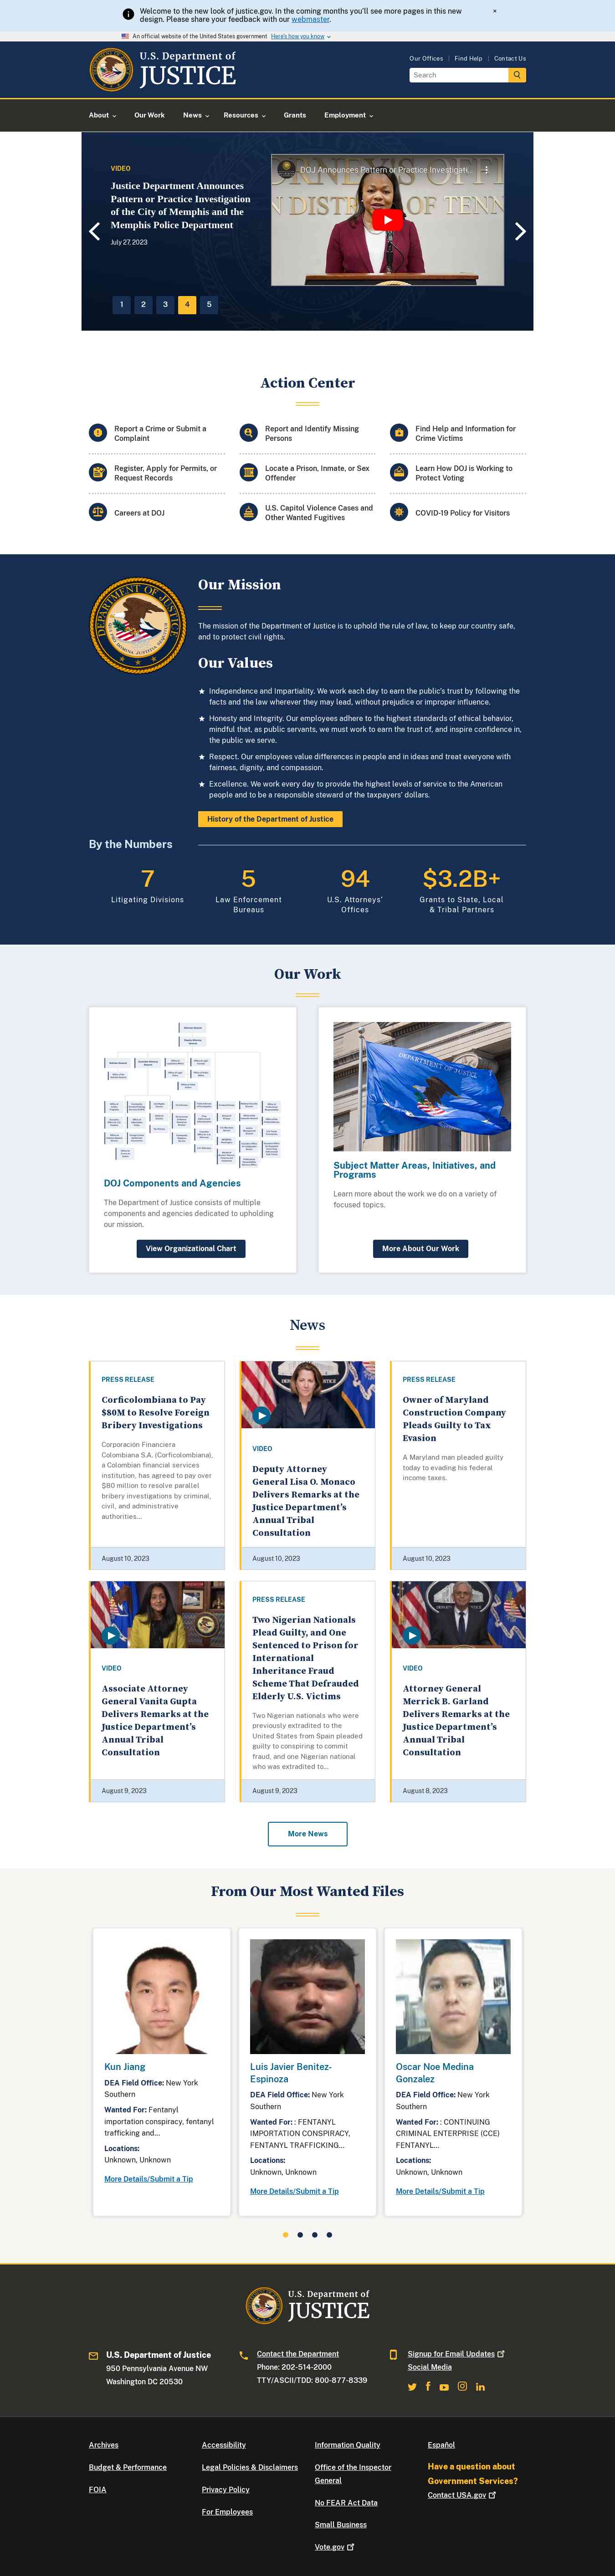 Welcome to the new look of justice.gov. In the coming months you'll see more pages in this new
design. Please share your feedback with our webmaster.
×
An official website of the United States government Here's how you know
U.S. Department of
JUSTICE
Our Offices | Find Help | Contact Us
Search
About
Our Work
News
Resources
Grants
Employment
VIDEO
Justice Department Announces
Pattern or Practice Investigation
of the City of Memphis and the
Memphis Police Department
July 27, 2023
DOJ Announces Pattern or Practice Investigati...
1 2 3 4 5
Action Center
Report a Crime or Submit a
Complaint
Report and Identify Missing
Persons
Find Help and Information for
Crime Victims
Register, Apply for Permits, or
Request Records
Locate a Prison, Inmate, or Sex
Offender
Learn How DOJ is Working to
Protect Voting
Careers at DOJ
U.S. Capitol Violence Cases and
Other Wanted Fugitives
COVID-19 Policy for Visitors
Our Mission
The mission of the Department of Justice is to uphold the rule of law, to keep our country safe,
and to protect civil rights.
Our Values
Independence and Impartiality. We work each day to earn the public's trust by following the
facts and the law wherever they may lead, without prejudice or improper influence.
Honesty and Integrity. Our employees adhere to the highest standards of ethical behavior,
mindful that, as public servants, we must work to earn the trust of, and inspire confidence in,
the public we serve.
Respect. Our employees value differences in people and in ideas and treat everyone with
fairness, dignity, and compassion.
Excellence. We work every day to provide the highest levels of service to the American
people and to be a responsible steward of the taxpayers' dollars.
History of the Department of Justice
By the Numbers
7
Litigating Divisions
5
Law Enforcement
Bureaus
94
U.S. Attorneys'
Offices
$3.2B+
Grants to State, Local
& Tribal Partners
Our Work
DOJ Components and Agencies
The Department of Justice consists of multiple
components and agencies dedicated to upholding
our mission.
View Organizational Chart
DEPARTMENT OF JUSTICE
Subject Matter Areas, Initiatives, and
Programs
Learn more about the work we do on a variety of
focused topics.
More About Our Work
News
PRESS RELEASE
Corficolombiana to Pay
$80M to Resolve Foreign
Bribery Investigations
Corporación Financiera
Colombiana S.A. (Corficolombiana),
a Colombian financial services
institution, has agreed to pay over
$80 million to resolve parallel
bribery investigations by criminal,
civil, and administrative
authorities...
August 10, 2023
VIDEO
Deputy Attorney
General Lisa O. Monaco
Delivers Remarks at the
Justice Department's
Annual Tribal
Consultation
August 10, 2023
PRESS RELEASE
Owner of Maryland
Construction Company
Pleads Guilty to Tax
Evasion
A Maryland man pleaded guilty
today to evading his federal
income taxes.
August 10, 2023
VIDEO
Associate Attorney
General Vanita Gupta
Delivers Remarks at the
Justice Department's
Annual Tribal
Consultation
August 9, 2023
PRESS RELEASE
Two Nigerian Nationals
Plead Guilty, and One
Sentenced to Prison for
International
Inheritance Fraud
Scheme That Defrauded
Elderly U.S. Victims
Two Nigerian nationals who were
previously extradited to the
United States from Spain pleaded
guilty to conspiring to commit
fraud, and one Nigerian national
who was extradited to...
August 9, 2023
VIDEO
Attorney General
Merrick B. Garland
Delivers Remarks at the
Justice Department's
Annual Tribal
Consultation
August 8, 2023
More News
From Our Most Wanted Files
Kun Jiang
DEA Field Office: New York
Southern
Wanted For: Fentanyl
importation conspiracy, fentanyl
trafficking and...
Locations:
Unknown, Unknown
More Details/Submit a Tip
Luis Javier Benitez-
Espinoza
DEA Field Office: New York
Southern
Wanted For: : FENTANYL
IMPORTATION CONSPIRACY,
FENTANYL TRAFFICKING...
Locations:
Unknown, Unknown
More Details/Submit a Tip
Oscar Noe Medina
Gonzalez
DEA Field Office: New York
Southern
Wanted For: : CONTINUING
CRIMINAL ENTERPRISE (CCE)
FENTANYL...
Locations:
Unknown, Unknown
More Details/Submit a Tip
U.S. Department of
JUSTICE
U.S. Department of Justice
950 Pennsylvania Avenue NW
Washington DC 20530
Contact the Department
Phone: 202-514-2000
TTY/ASCII/TDD: 800-877-8339
Signup for Email Updates
Social Media
Archives
Budget & Performance
FOIA
Accessibility
Legal Policies & Disclaimers
Privacy Policy
For Employees
Information Quality
Office of the Inspector
General
No FEAR Act Data
Small Business
Vote.gov
Español
Have a question about
Government Services?
Contact USA.gov